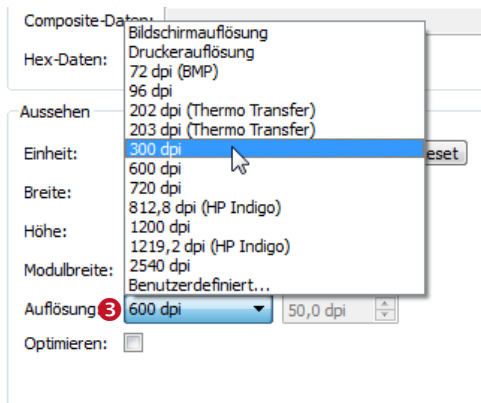 Composite-Daten:
Hex-Daten:
Bildschirmauflösung
Druckerauflösung
72 dpi (BMP)
96 dpi
202 dpi (Thermo Transfer)
203 dpi (Thermo Transfer)
300 dpi
600 dpi
720 dpi
812,8 dpi (HP Indigo)
1200 dpi
1219,2 dpi (HP Indigo)
2540 dpi
Benutzerdefiniert...
Aussehen
Einheit: eset
Breite:
Höhe:
Modulbreite:
Auflösung 3 600 dpi 50,0 dpi
Optimieren: